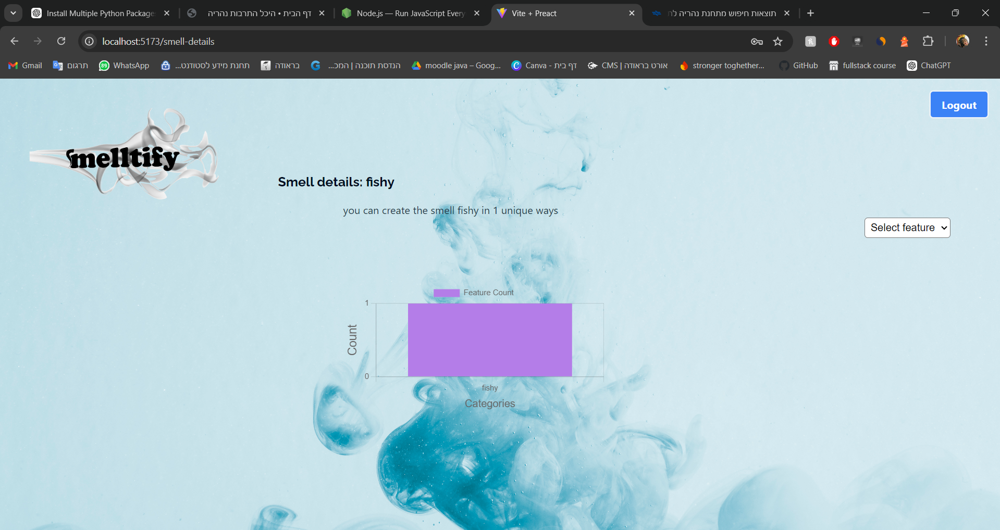 Install Multiple Python Package
דף הבית • היכל התרבות נהריה
Node.js — Run JavaScript Every
Vite + Preact
תוצאות חיפוש מתחנת נהריה לת
localhost:5173/smell-details
Gmail
תרגום
89
WhatsApp
תחנת מידע לסטודנט...
בראודה
הנדסת תוכנה | המכ...
moodle java – Goog...
Canva - דף בית
CMS | אורט בראודה
stronger toghether...
GitHub
fullstack course
ChatGPT
Logout
smelltify
Smell details: fishy
you can create the smell fishy in 1 unique ways
Select feature
Feature Count
1
Count
0
fishy
Categories